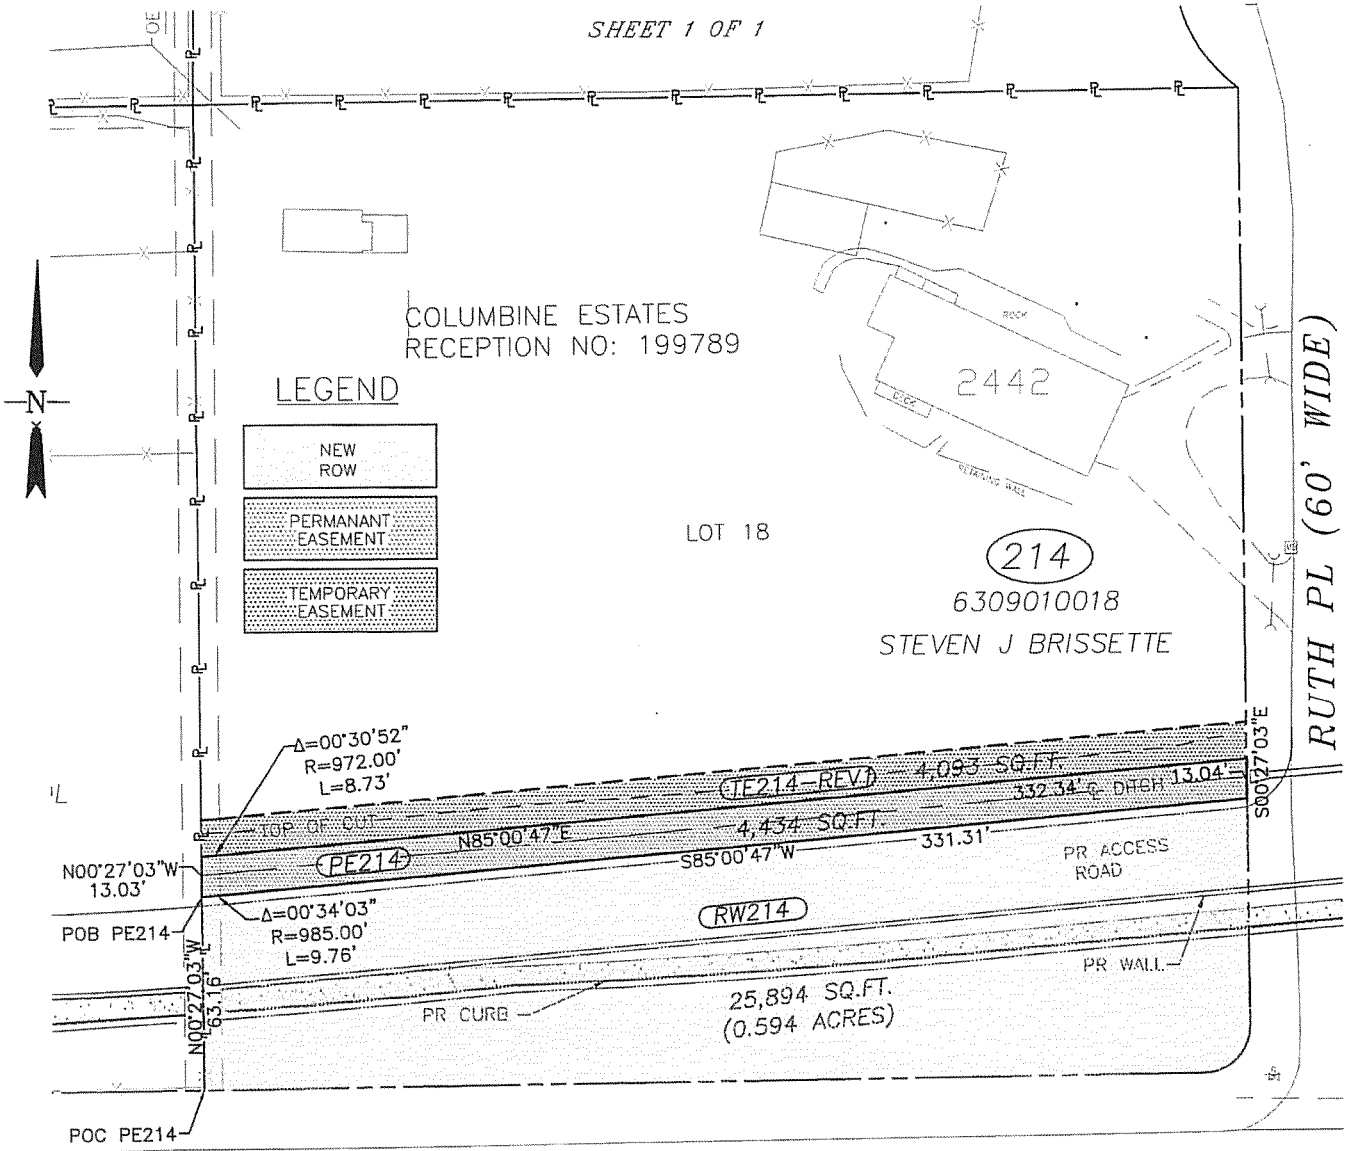 SHEET 1 OF 1
OE
COLUMBINE ESTATES
RECEPTION NO: 199789
LEGEND
NEW
ROW
PERMANANT
EASEMENT
TEMPORARY
EASEMENT
N
ROCK
2442
DECK
RETAINING WALL
LOT 18
214
6309010018
STEVEN J BRISSETTE
RUTH PL (60' WIDE)
S00°27'03"E
Δ=00°30'52"
R=972.00'
L=8.73'
TE214-REV.1
4,093 SQ.FT.
332.34'
℄ DITCH
13.04'
TOP OF CUT
N85°00'47"E
4,434 SQ.FT.
PE214
S85°00'47"W
331.31'
N00°27'03"W
13.03'
POB PE214
Δ=00°34'03"
R=985.00'
L=9.76'
PR ACCESS
ROAD
RW214
N00°27'03"W
63.16'
PR WALL
PR CURB
25,894 SQ.FT.
(0.594 ACRES)
POC PE214